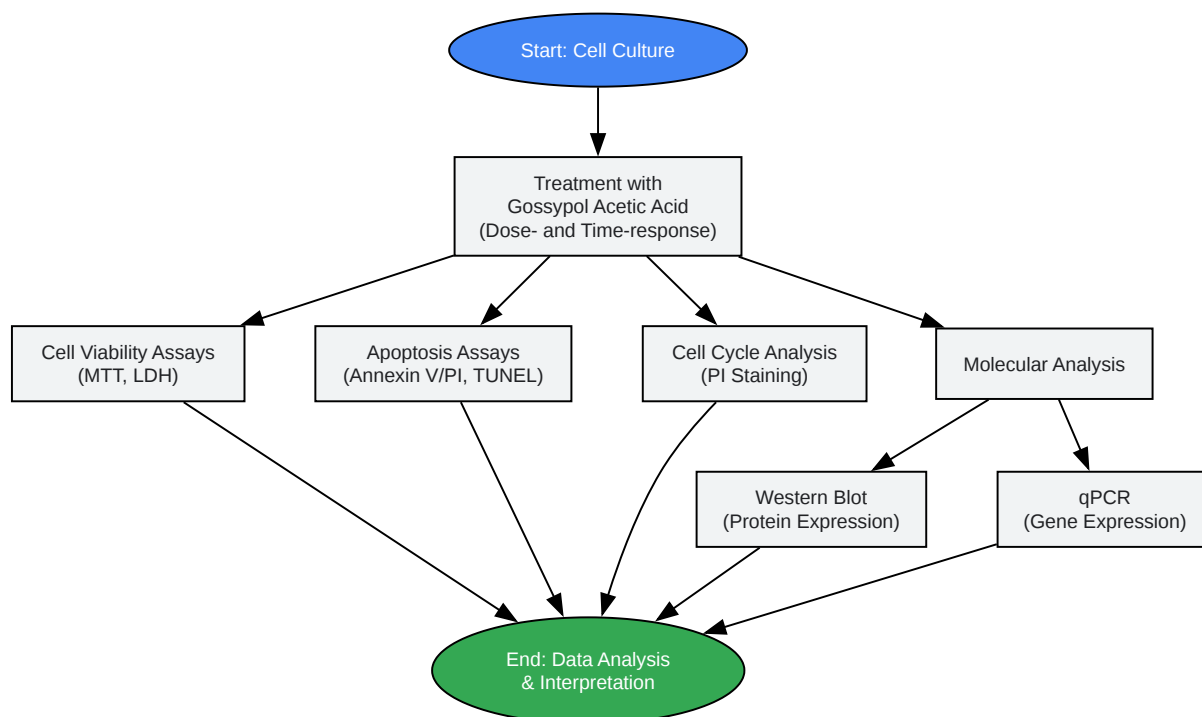 Start: Cell Culture
Treatment with
Gossypol Acetic Acid
(Dose- and Time-response)
Cell Viability Assays
(MTT, LDH)
Apoptosis Assays
(Annexin V/PI, TUNEL)
Cell Cycle Analysis
(PI Staining)
Molecular Analysis
Western Blot
(Protein Expression)
qPCR
(Gene Expression)
End: Data Analysis
& Interpretation